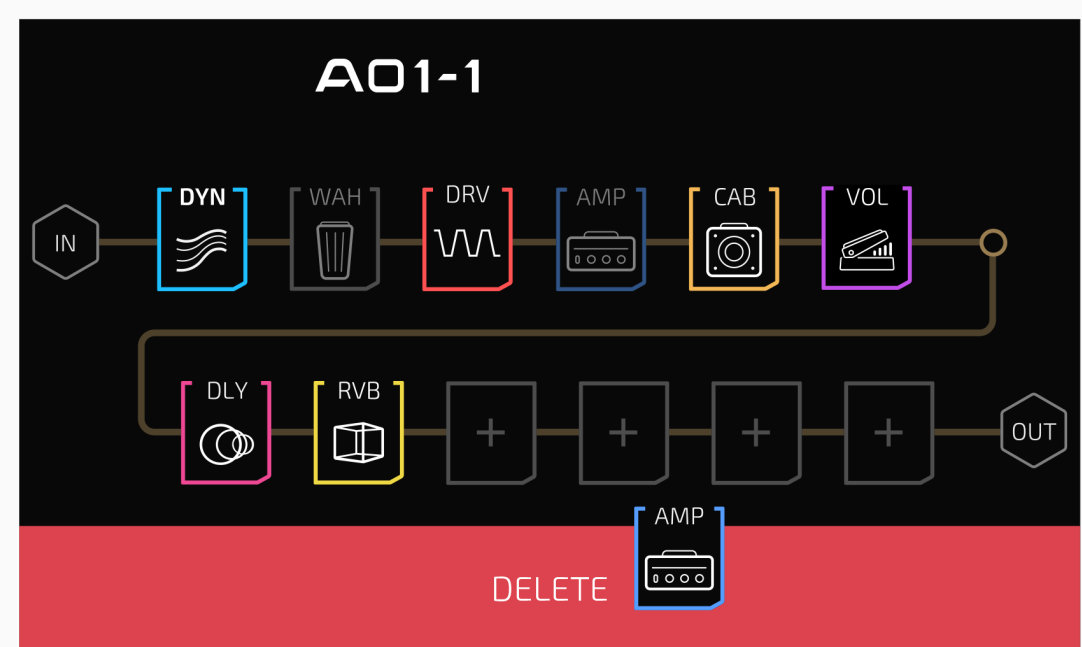 A01-1
IN
DYN
WAH
DRV
AMP
CAB
VOL
DLY
RVB
+
+
+
+
OUT
AMP
DELETE